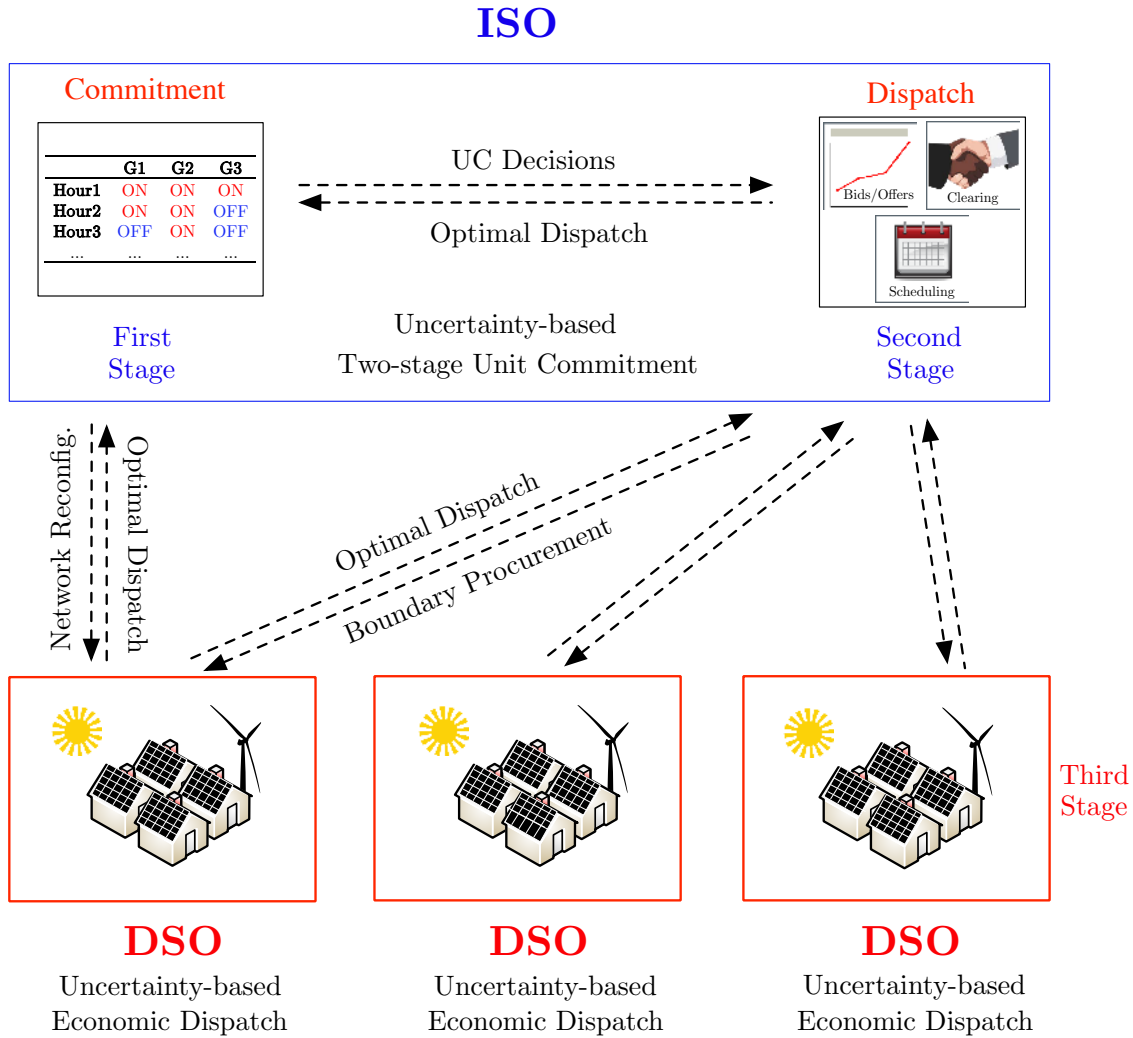 ISO
Commitment
Dispatch
G1 G2 G3
Hour1 ON ON ON
Hour2 ON ON OFF
Hour3 OFF ON OFF
... ... ... ...
UC Decisions
Optimal Dispatch
Bids/Offers
Clearing
Scheduling
First
Stage
Uncertainty-based
Two-stage Unit Commitment
Second
Stage
Network Reconfig.
Optimal Dispatch
Optimal Dispatch
Boundary Procurement
Third
Stage
DSO
Uncertainty-based
Economic Dispatch
DSO
Uncertainty-based
Economic Dispatch
DSO
Uncertainty-based
Economic Dispatch